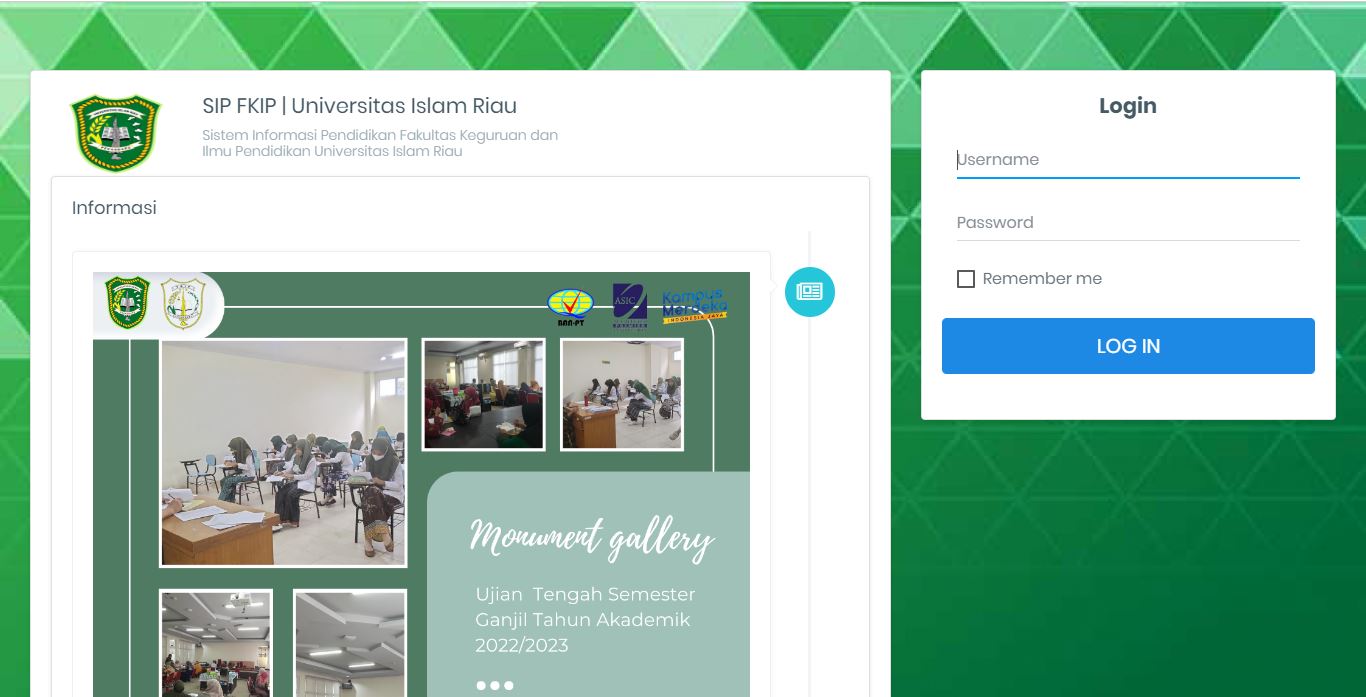 SIP FKIP | Universitas Islam Riau
Sistem Informasi Pendidikan Fakultas Keguruan dan
Ilmu Pendidikan Universitas Islam Riau
Informasi
BAN-PT
ASIC
PREMIER
Kampus
Merdeka
INDONESIA JAYA
Monument gallery
Ujian Tengah Semester
Ganjil Tahun Akademik
2022/2023
Login
Username
Password
Remember me
LOG IN